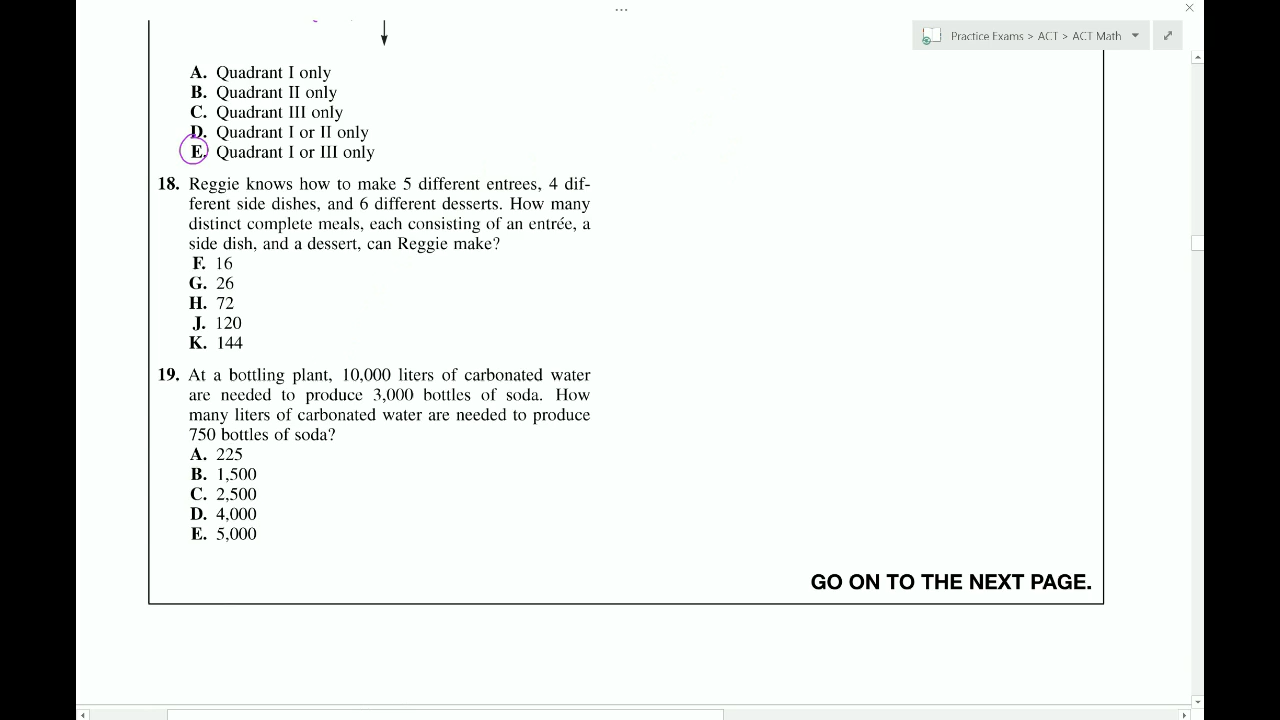 Practice Exams > ACT > ACT Math
A. Quadrant I only
B. Quadrant II only
C. Quadrant III only
D. Quadrant I or II only
E. Quadrant I or III only
18. Reggie knows how to make 5 different entrees, 4 dif-
ferent side dishes, and 6 different desserts. How many
distinct complete meals, each consisting of an entrée, a
side dish, and a dessert, can Reggie make?
F. 16
G. 26
H. 72
J. 120
K. 144
19. At a bottling plant, 10,000 liters of carbonated water
are needed to produce 3,000 bottles of soda. How
many liters of carbonated water are needed to produce
750 bottles of soda?
A. 225
B. 1,500
C. 2,500
D. 4,000
E. 5,000
GO ON TO THE NEXT PAGE.